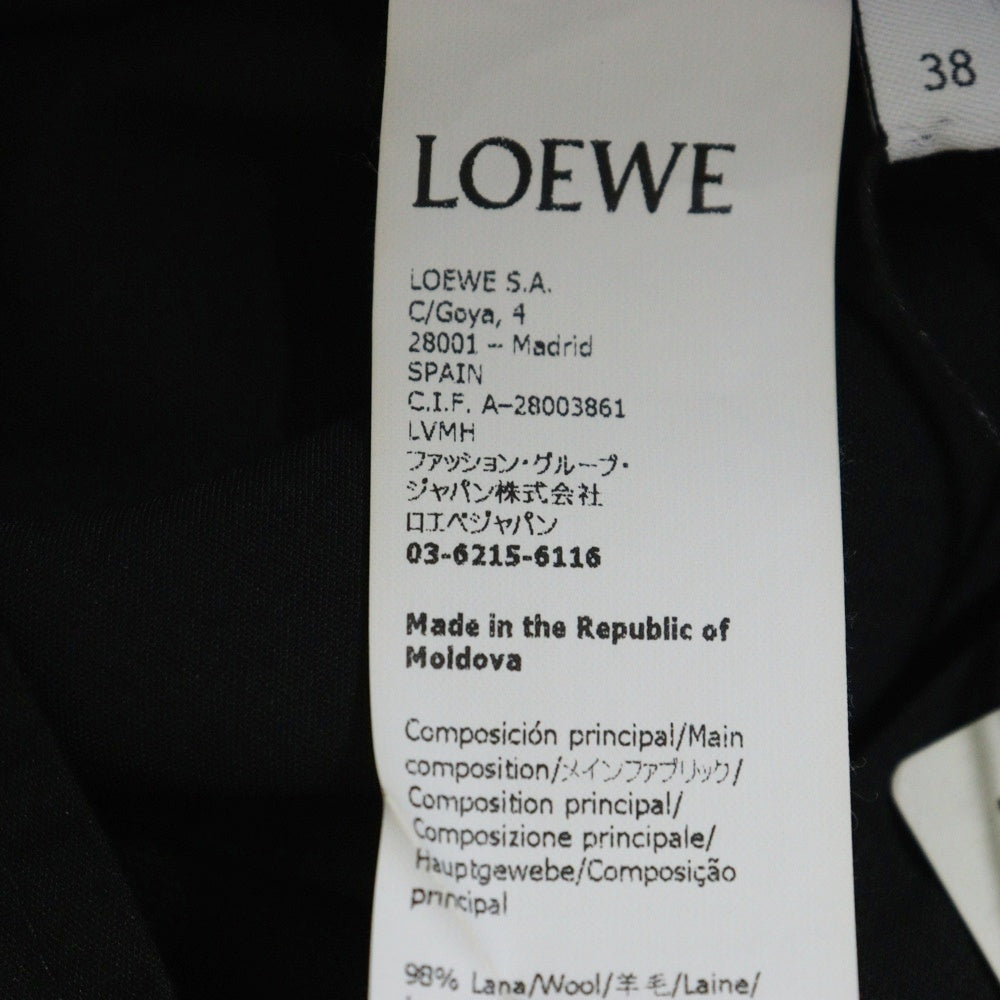 38
LOEWE
LOEWE S.A.
C/Goya, 4
28001 – Madrid
SPAIN
C.I.F. A–28003861
LVMH
ファッション・グループ・
ジャパン株式会社
ロエベジャパン
03-6215-6116
Made in the Republic of
Moldova
Composición principal/Main
composition/メインファブリック/
Composition principal/
Composizione principale/
Hauptgewebe/Composição
principal
98% Lana/Wool/羊毛/Laine/